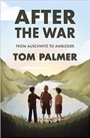 AFTER
THE WAR
FROM AUSCHWITZ TO AMBLESIDE
TOM PALMER